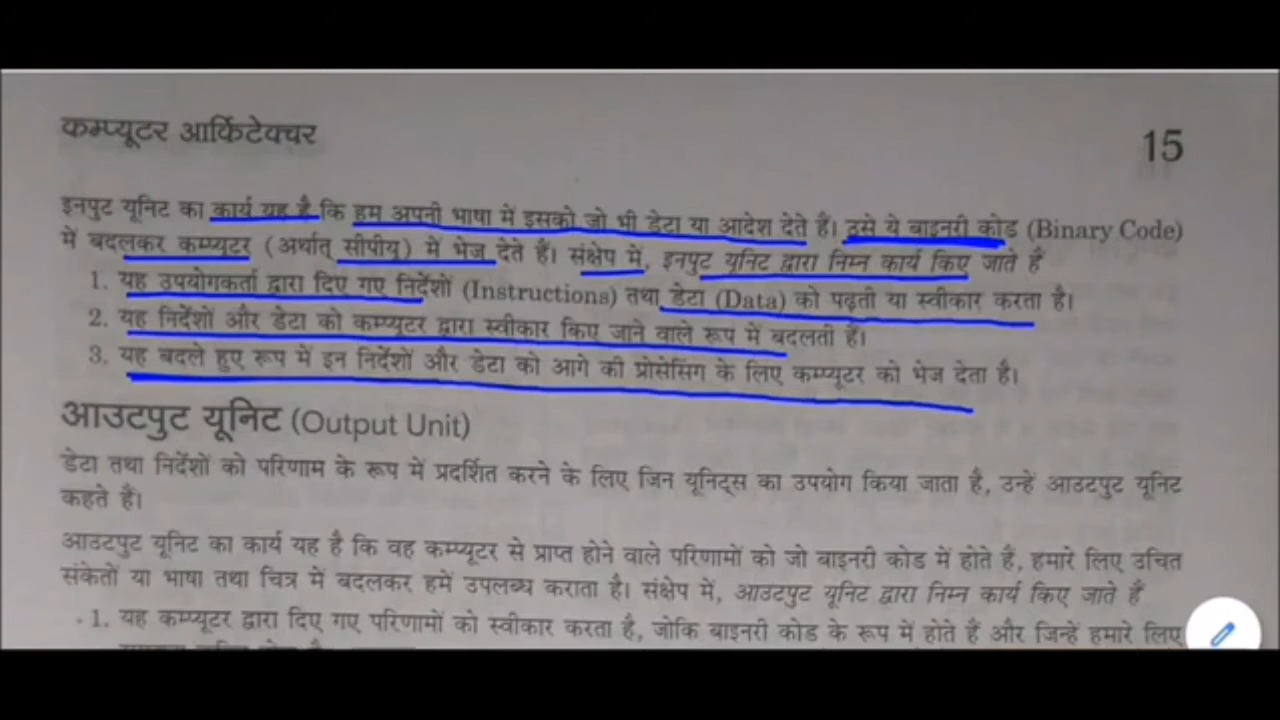 कम्प्यूटर आर्किटेक्चर 15
इनपुट यूनिट का कार्य यह है कि हम अपनी भाषा में इसको जो भी डेटा या आदेश देते हैं। उसे ये बाइनरी कोड (Binary Code)
में बदलकर कम्प्यूटर (अर्थात् सीपीयू) में भेज देते हैं। संक्षेप में, इनपुट यूनिट द्वारा निम्न कार्य किए जाते हैं
1. यह उपयोगकर्ता द्वारा दिए गए निर्देशों (Instructions) तथा डेटा (Data) को पढ़ती या स्वीकार करता है।
2. यह निर्देशों और डेटा को कम्प्यूटर द्वारा स्वीकार किए जाने वाले रूप में बदलती हैं।
3. यह बदले हुए रूप में इन निर्देशों और डेटा को आगे की प्रोसेसिंग के लिए कम्प्यूटर को भेज देता है।
आउटपुट यूनिट (Output Unit)
डेटा तथा निर्देशों को परिणाम के रूप में प्रदर्शित करने के लिए जिन यूनिट्स का उपयोग किया जाता है, उन्हें आउटपुट यूनिट
कहते हैं।
आउटपुट यूनिट का कार्य यह है कि वह कम्प्यूटर से प्राप्त होने वाले परिणामों को जो बाइनरी कोड में होते हैं, हमारे लिए उचित
संकेतों या भाषा तथा चित्र में बदलकर हमें उपलब्ध कराता है। संक्षेप में, आउटपुट यूनिट द्वारा निम्न कार्य किए जाते हैं
1. यह कम्प्यूटर द्वारा दिए गए परिणामों को स्वीकार करता है, जोकि बाइनरी कोड के रूप में होते हैं और जिन्हें हमारे लिए